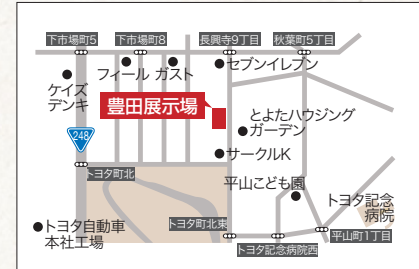 下市場町5
下市場町8
長興寺9丁目
秋葉町5丁目
フィール
ガスト
セブンイレブン
ケイズ
デンキ
豊田展示場
とよたハウジング
ガーデン
248
サークルK
トヨタ町北
平山こども園
トヨタ記念
病院
トヨタ自動車
本社工場
トヨタ町北東
平山町1丁目
トヨタ記念病院西